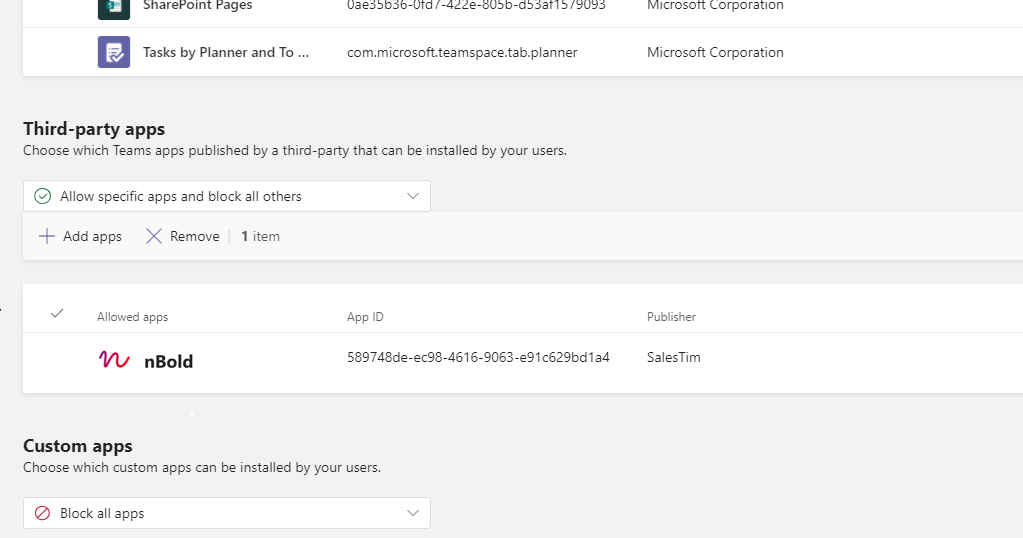 SharePoint Pages 0ae35b36-0fd7-422e-805b-d53af1579093 Microsoft Corporation
Tasks by Planner and To ... com.microsoft.teamspace.tab.planner Microsoft Corporation
Third-party apps
Choose which Teams apps published by a third-party that can be installed by your users.
Allow specific apps and block all others
Add apps Remove 1 item
Allowed apps App ID Publisher
nBold 589748de-ec98-4616-9063-e91c629bd1a4 SalesTim
Custom apps
Choose which custom apps can be installed by your users.
Block all apps